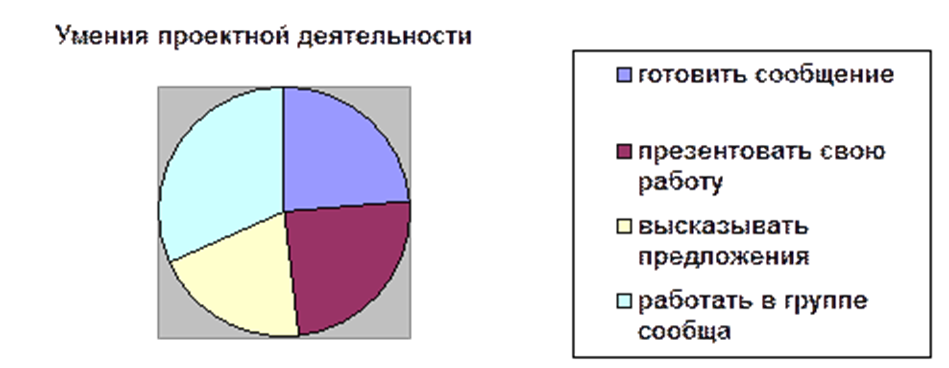 Умения проектной деятельности
готовить сообщение
презентовать свою
работу
высказывать
предложения
работать в группе
сообща